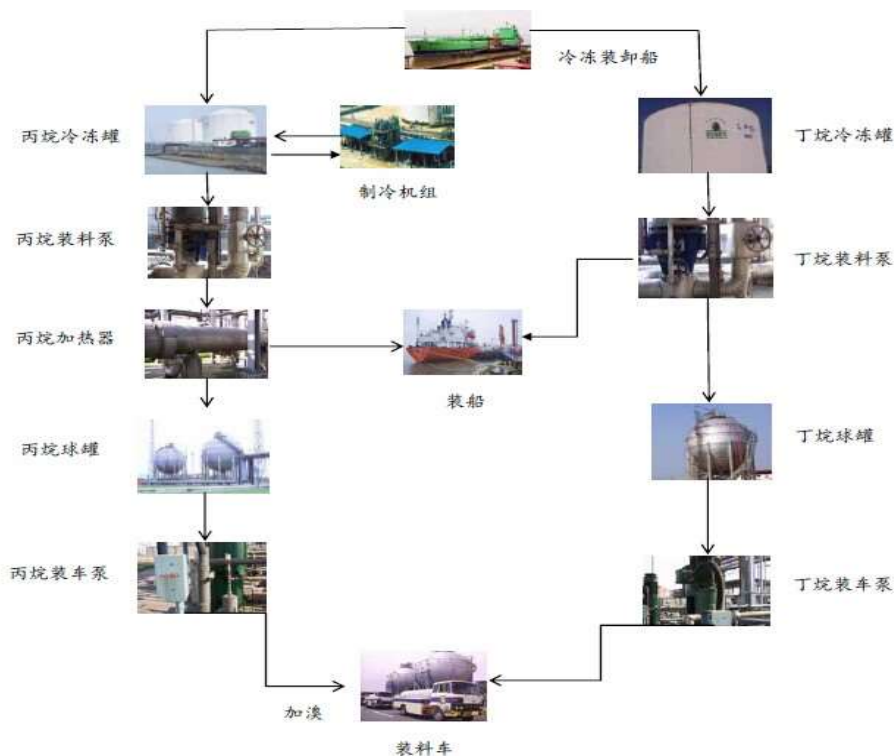 冷冻装卸船
丙烷冷冻罐
丁烷冷冻罐
制冷机组
丙烷装料泵
丁烷装料泵
丙烷加热器
装船
丙烷球罐
丁烷球罐
丙烷装车泵
丁烷装车泵
加溴
装料车